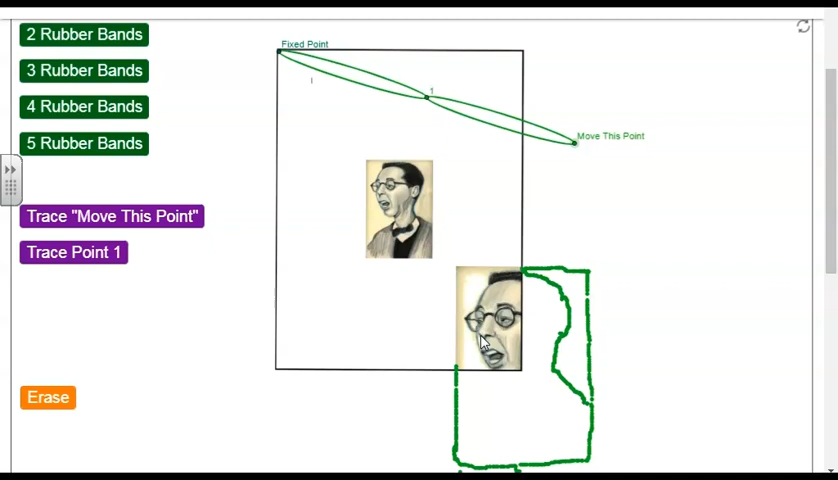 2 Rubber Bands
3 Rubber Bands
4 Rubber Bands
5 Rubber Bands
Trace "Move This Point"
Trace Point 1
Erase
Fixed Point
1
Move This Point